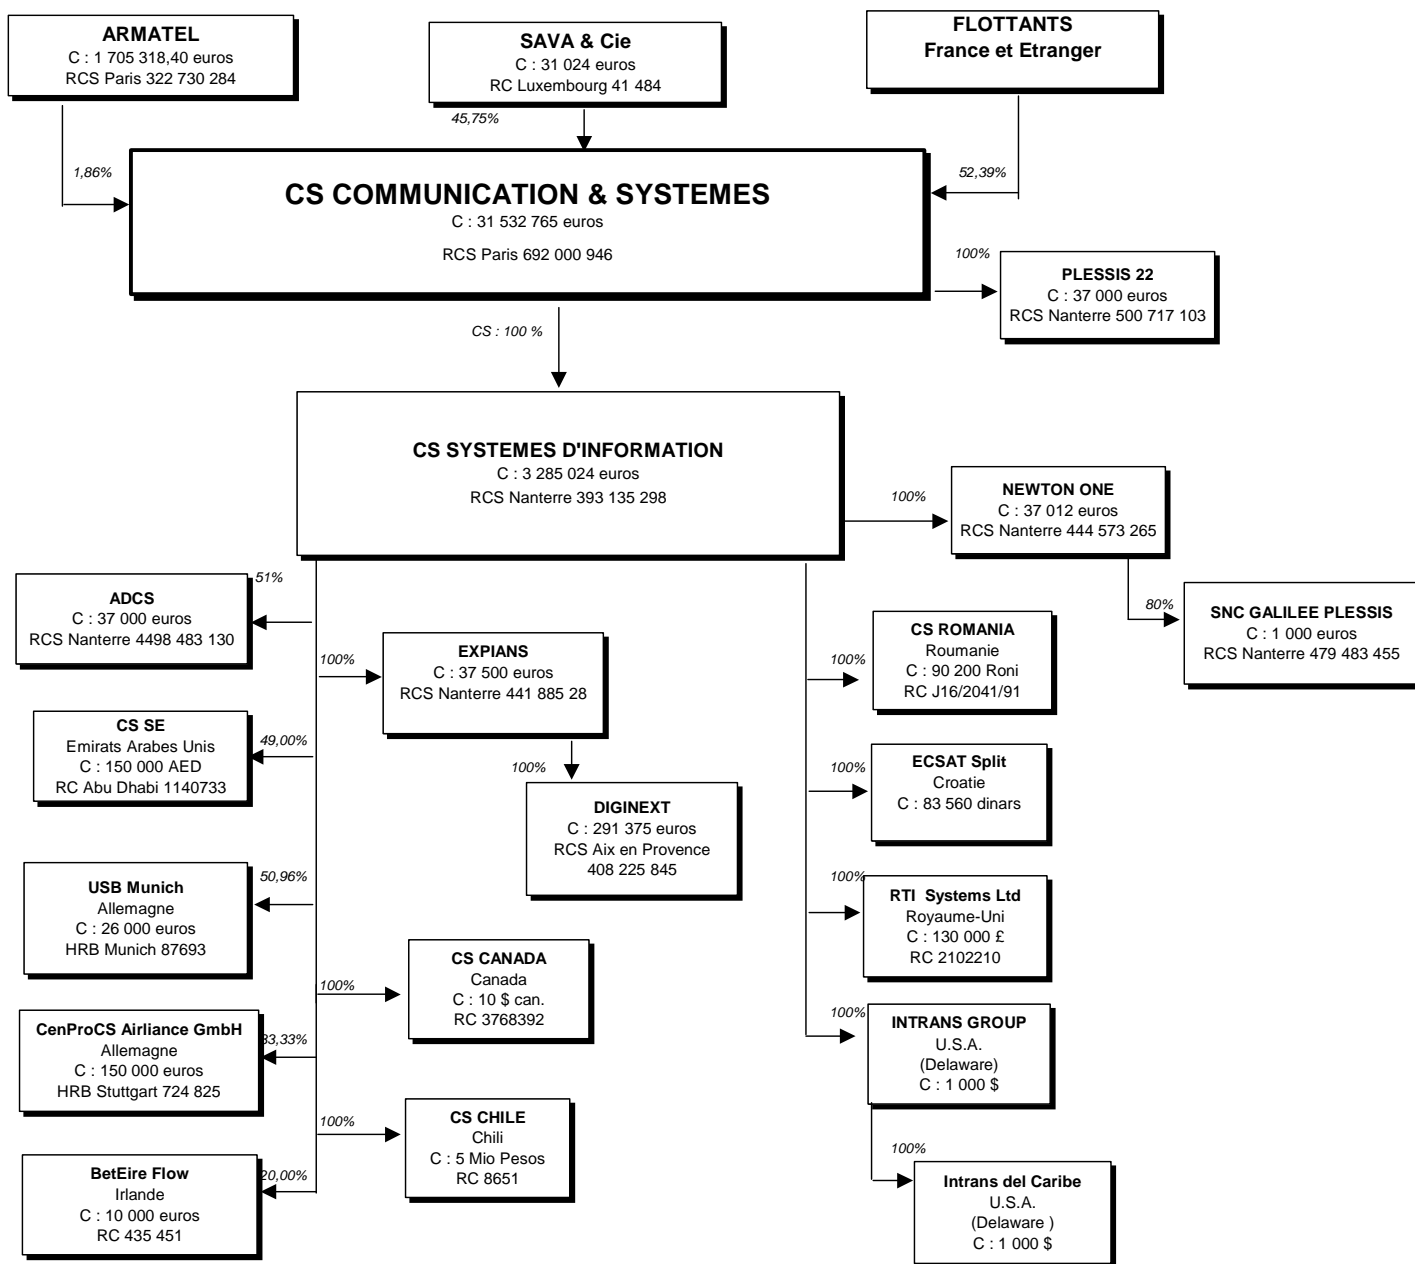 ARMATEL
C : 1 705 318,40 euros
RCS Paris 322 730 284
SAVA & Cie
C : 31 024 euros
RC Luxembourg 41 484
FLOTTANTS
France et Etranger
1,86%
45,75%
52,39%
CS COMMUNICATION & SYSTEMES
C : 31 532 765 euros
RCS Paris 692 000 946
100%
PLESSIS 22
C : 37 000 euros
RCS Nanterre 500 717 103
CS : 100 %
CS SYSTEMES D'INFORMATION
C : 3 285 024 euros
RCS Nanterre 393 135 298
100%
NEWTON ONE
C : 37 012 euros
RCS Nanterre 444 573 265
80%
SNC GALILEE PLESSIS
C : 1 000 euros
RCS Nanterre 479 483 455
51%
ADCS
C : 37 000 euros
RCS Nanterre 4498 483 130
100%
EXPIANS
C : 37 500 euros
RCS Nanterre 441 885 28
100%
CS ROMANIA
Roumanie
C : 90 200 Roni
RC J16/2041/91
49,00%
CS SE
Emirats Arabes Unis
C : 150 000 AED
RC Abu Dhabi 1140733
100%
DIGINEXT
C : 291 375 euros
RCS Aix en Provence
408 225 845
100%
ECSAT Split
Croatie
C : 83 560 dinars
50,96%
USB Munich
Allemagne
C : 26 000 euros
HRB Munich 87693
100%
RTI Systems Ltd
Royaume-Uni
C : 130 000 £
RC 2102210
100%
CS CANADA
Canada
C : 10 $ can.
RC 3768392
33,33%
CenProCS Airliance GmbH
Allemagne
C : 150 000 euros
HRB Stuttgart 724 825
100%
INTRANS GROUP
U.S.A.
(Delaware)
C : 1 000 $
100%
CS CHILE
Chili
C : 5 Mio Pesos
RC 8651
20,00%
BetEire Flow
Irlande
C : 10 000 euros
RC 435 451
100%
Intrans del Caribe
U.S.A.
(Delaware )
C : 1 000 $